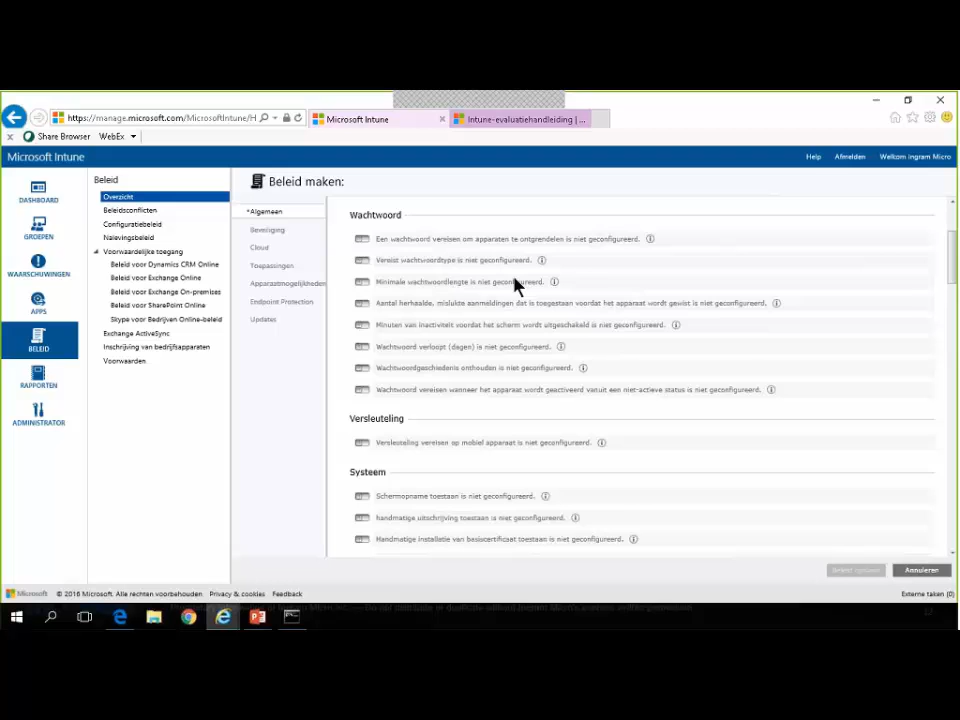 https://manage.microsoft.com/MicrosoftIntune/H
Microsoft Intune
Intune-evaluatiehandleiding | ...
Share Browser WebEx
Microsoft Intune
Help Afmelden Welkom Ingram Micro
DASHBOARD
GROEPEN
WAARSCHUWINGEN
APPS
BELEID
RAPPORTEN
ADMINISTRATOR
Beleid
Overzicht
Beleidsconflicten
Configuratiebeleid
Nalevingsbeleid
Voorwaardelijke toegang
Beleid voor Dynamics CRM Online
Beleid voor Exchange Online
Beleid voor Exchange On-premises
Beleid voor SharePoint Online
Skype voor Bedrijven Online-beleid
Exchange ActiveSync
Inschrijving van bedrijfsapparaten
Voorwaarden
Beleid maken:
*Algemeen
Beveiliging
Cloud
Toepassingen
Apparaatmogelijkheden
Endpoint Protection
Updates
Wachtwoord
Een wachtwoord vereisen om apparaten te ontgrendelen is niet geconfigureerd.
Vereist wachtwoordtype is niet geconfigureerd.
Minimale wachtwoordlengte is niet geconfigureerd.
Aantal herhaalde, mislukte aanmeldingen dat is toegestaan voordat het apparaat wordt gewist is niet geconfigureerd.
Minuten van inactiviteit voordat het scherm wordt uitgeschakeld is niet geconfigureerd.
Wachtwoord verloopt (dagen) is niet geconfigureerd.
Wachtwoordgeschiedenis onthouden is niet geconfigureerd.
Wachtwoord vereisen wanneer het apparaat wordt geactiveerd vanuit een niet-actieve status is niet geconfigureerd.
Versleuteling
Versleuteling vereisen op mobiel apparaat is niet geconfigureerd.
Systeem
Schermopname toestaan is niet geconfigureerd.
handmatige uitschrijving toestaan is niet geconfigureerd.
Handmatige installatie van basiscertificaat toestaan is niet geconfigureerd.
Beleid opslaan Annuleren
Microsoft © 2016 Microsoft. Alle rechten voorbehouden Privacy & cookies Feedback
Externe taken (0)